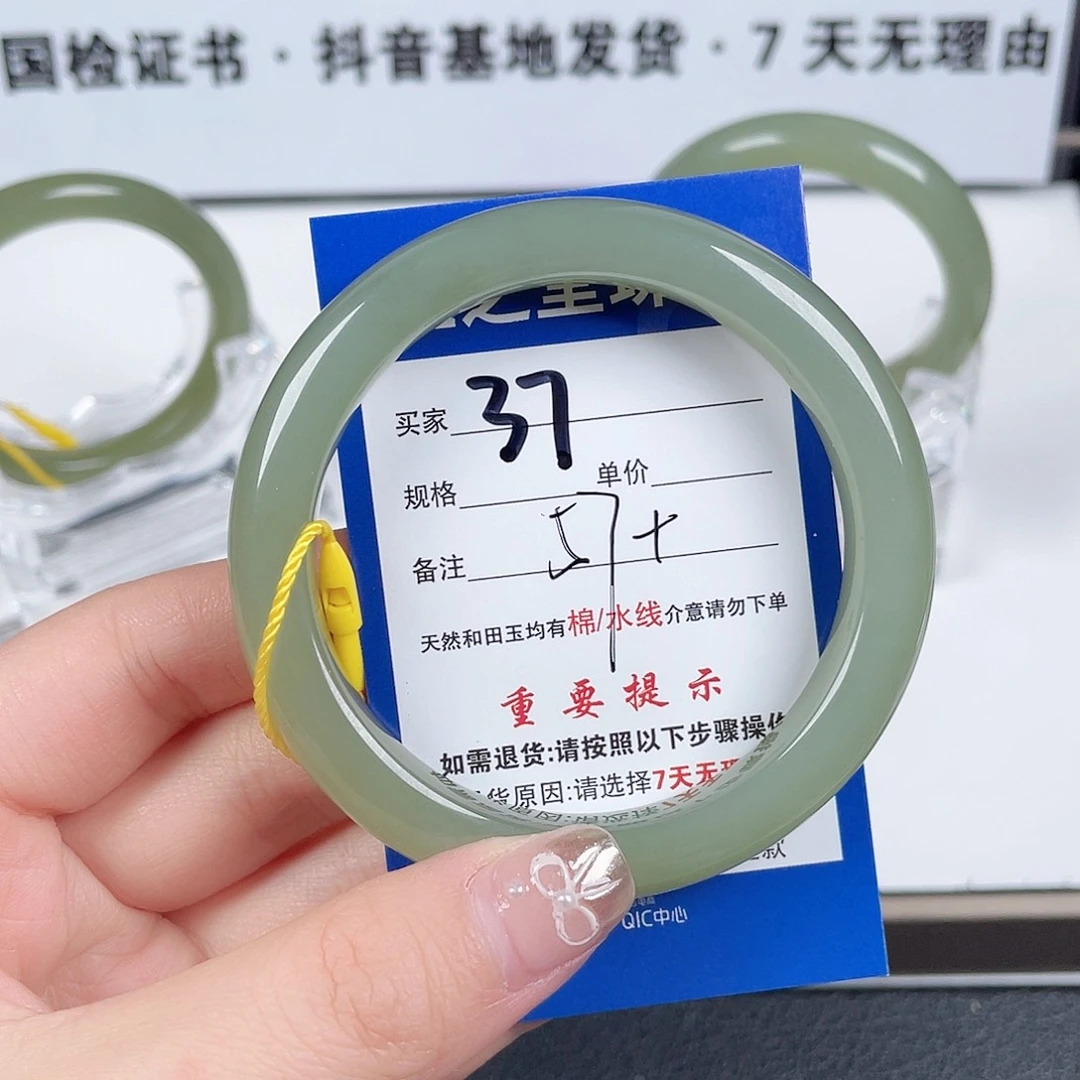 国检证书·抖音基地发货·7天无理由
买家 37
规格 单价
备注 57+
天然和田玉均有棉/水线介意请勿下单
重要提示
如需退货:请按照以下步骤操作
货原因:请选择7天无理
款
QIC中心